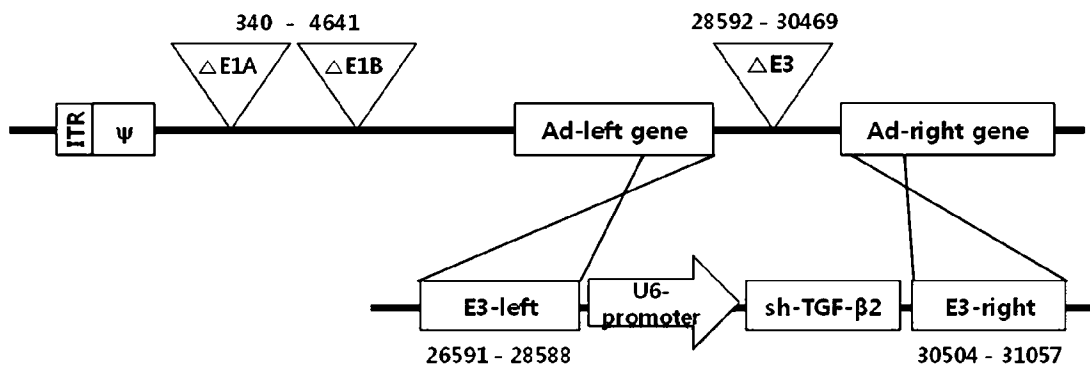 340 - 4641
28592 - 30469
△E1A
△E1B
△E3
ITR
ψ
Ad-left gene
Ad-right gene
E3-left
U6-
promoter
sh-TGF-β2
E3-right
26591 - 28588
30504 - 31057